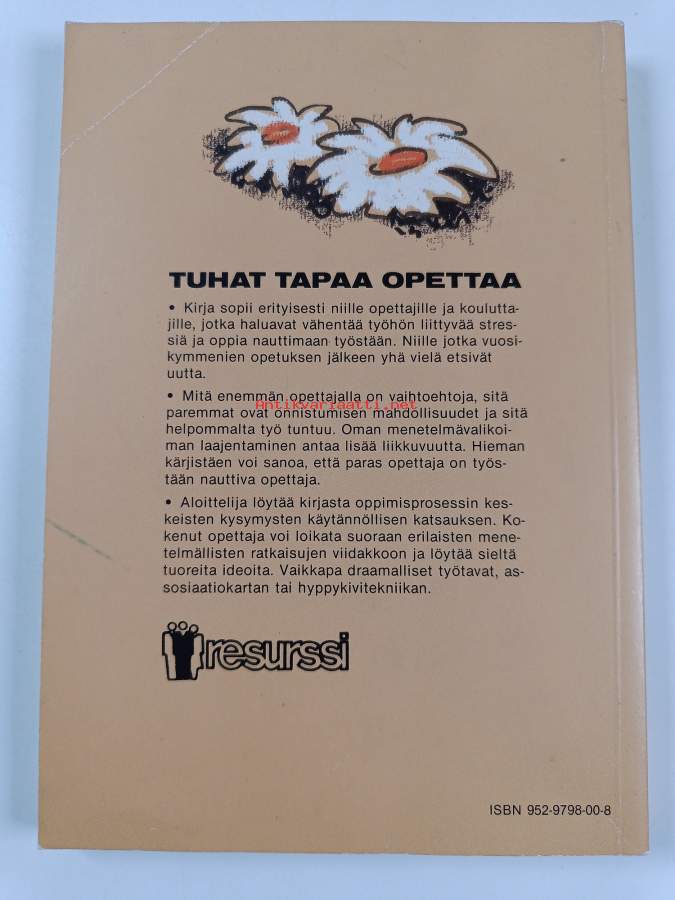 TUHAT TAPAA OPETTAA
• Kirja sopii erityisesti niille opettajille ja koulutta-
jille, jotka haluavat vähentää työhön liittyvää stres-
siä ja oppia nauttimaan työstään. Niille jotka vuosi-
kymmenien opetuksen jälkeen yhä vielä etsivät
uutta.
• Mitä enemmän opettajalla on vaihtoehtoja, sitä
Antikvariaatti.net
paremmat ovat onnistumisen mahdollisuudet ja sitä
helpommalta työ tuntuu. Oman menetelmävalikoi-
man laajentaminen antaa lisää liikkuvuutta. Hieman
kärjistäen voi sanoa, että paras opettaja on työs-
tään nauttiva opettaja.
• Aloittelija löytää kirjasta oppimisprosessin kes-
keisten kysymysten käytännöllisen katsauksen. Ko-
kenut opettaja voi loikata suoraan erilaisten mene-
telmällisten ratkaisujen viidakkoon ja löytää sieltä
tuoreita ideoita. Vaikkapa draamalliset työtavat, as-
sosiaatiokartan tai hyppykivitekniikan.
resurssi
ISBN 952-9798-00-8